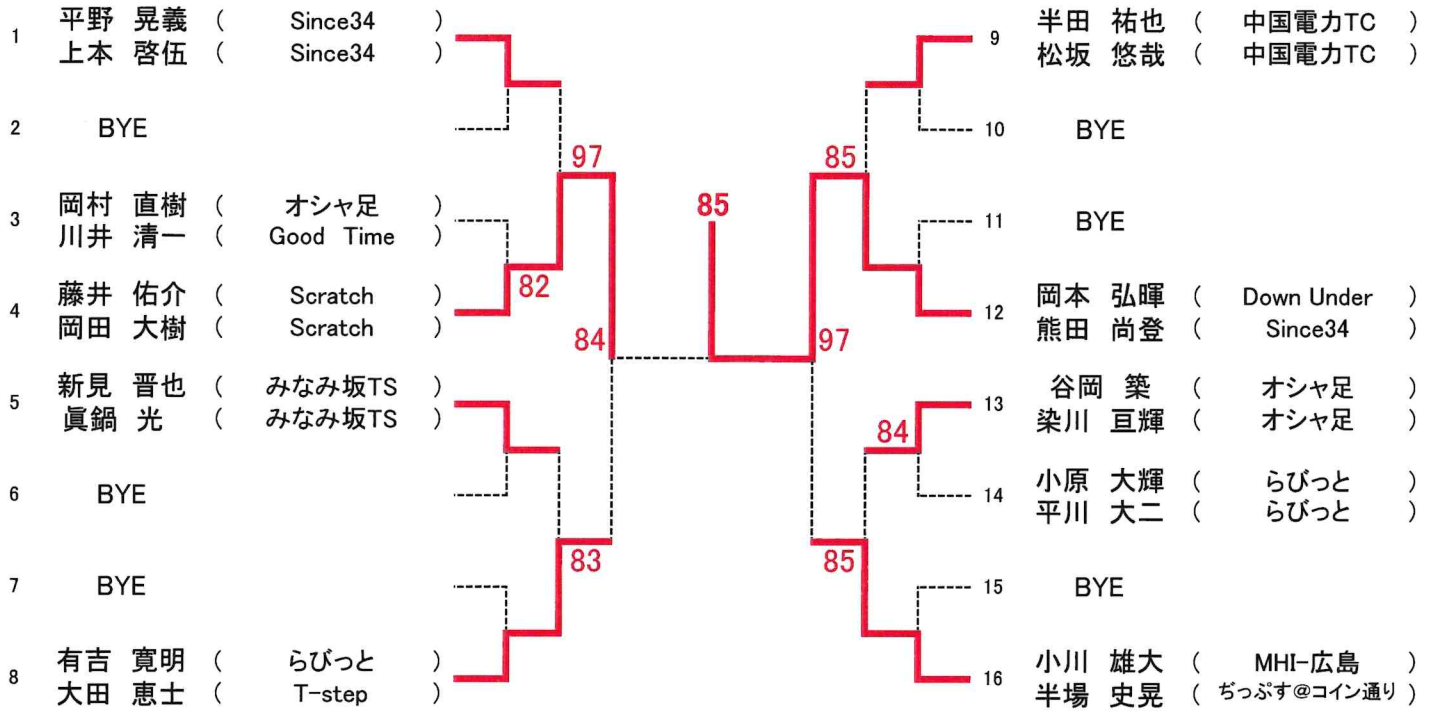 1 平野 晃義 ( Since34 )
上本 啓伍 ( Since34 )
2 BYE
3 岡村 直樹 ( オシャ足 )
川井 清一 ( Good Time )
4 藤井 佑介 ( Scratch )
岡田 大樹 ( Scratch )
5 新見 晋也 ( みなみ坂TS )
眞鍋 光 ( みなみ坂TS )
6 BYE
7 BYE
8 有吉 寛明 ( らびっと )
大田 恵士 ( T-step )
97
82
84
83
85
85
97
84
85
9 半田 祐也 ( 中国電力TC )
松坂 悠哉 ( 中国電力TC )
10 BYE
11 BYE
12 岡本 弘暉 ( Down Under )
熊田 尚登 ( Since34 )
13 谷岡 築 ( オシャ足 )
染川 亘輝 ( オシャ足 )
14 小原 大輝 ( らびっと )
平川 大二 ( らびっと )
15 BYE
16 小川 雄大 ( MHI-広島 )
半場 史晃 ( ぢっぷす@コイン通り )